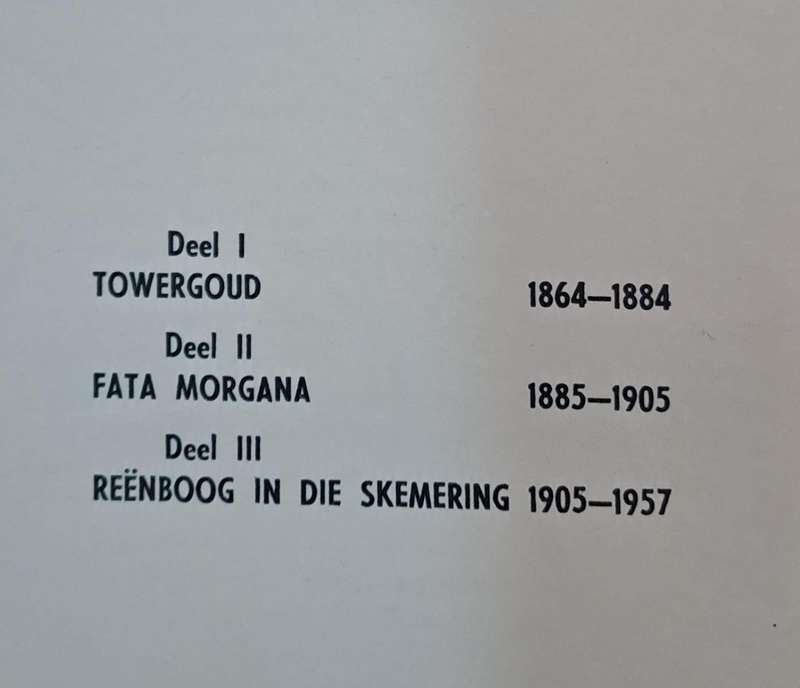 Deel I
TOWERGOUD 1864—1884
Deel II
FATA MORGANA 1885—1905
Deel III
REËNBOOG IN DIE SKEMERING 1905—1957